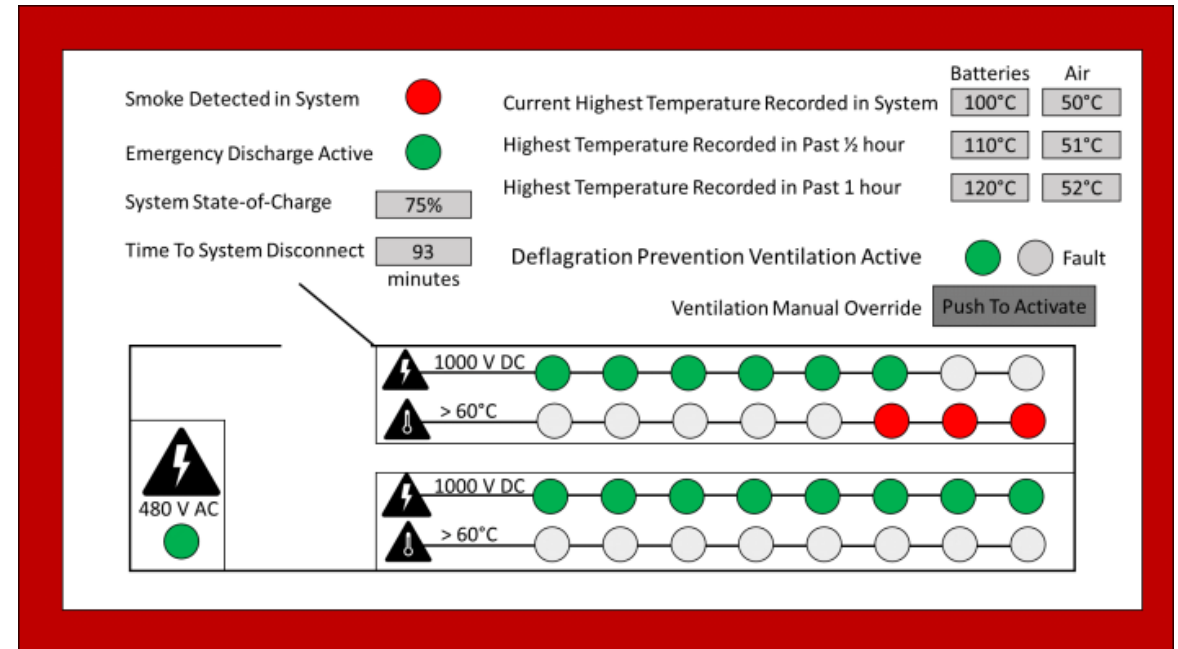 Batteries Air
Smoke Detected in System
Current Highest Temperature Recorded in System 100°C 50°C
Emergency Discharge Active
Highest Temperature Recorded in Past ½ hour 110°C 51°C
System State-of-Charge 75%
Highest Temperature Recorded in Past 1 hour 120°C 52°C
Time To System Disconnect 93
minutes
Deflagration Prevention Ventilation Active Fault
Ventilation Manual Override Push To Activate
1000 V DC
> 60°C
1000 V DC
480 V AC
> 60°C